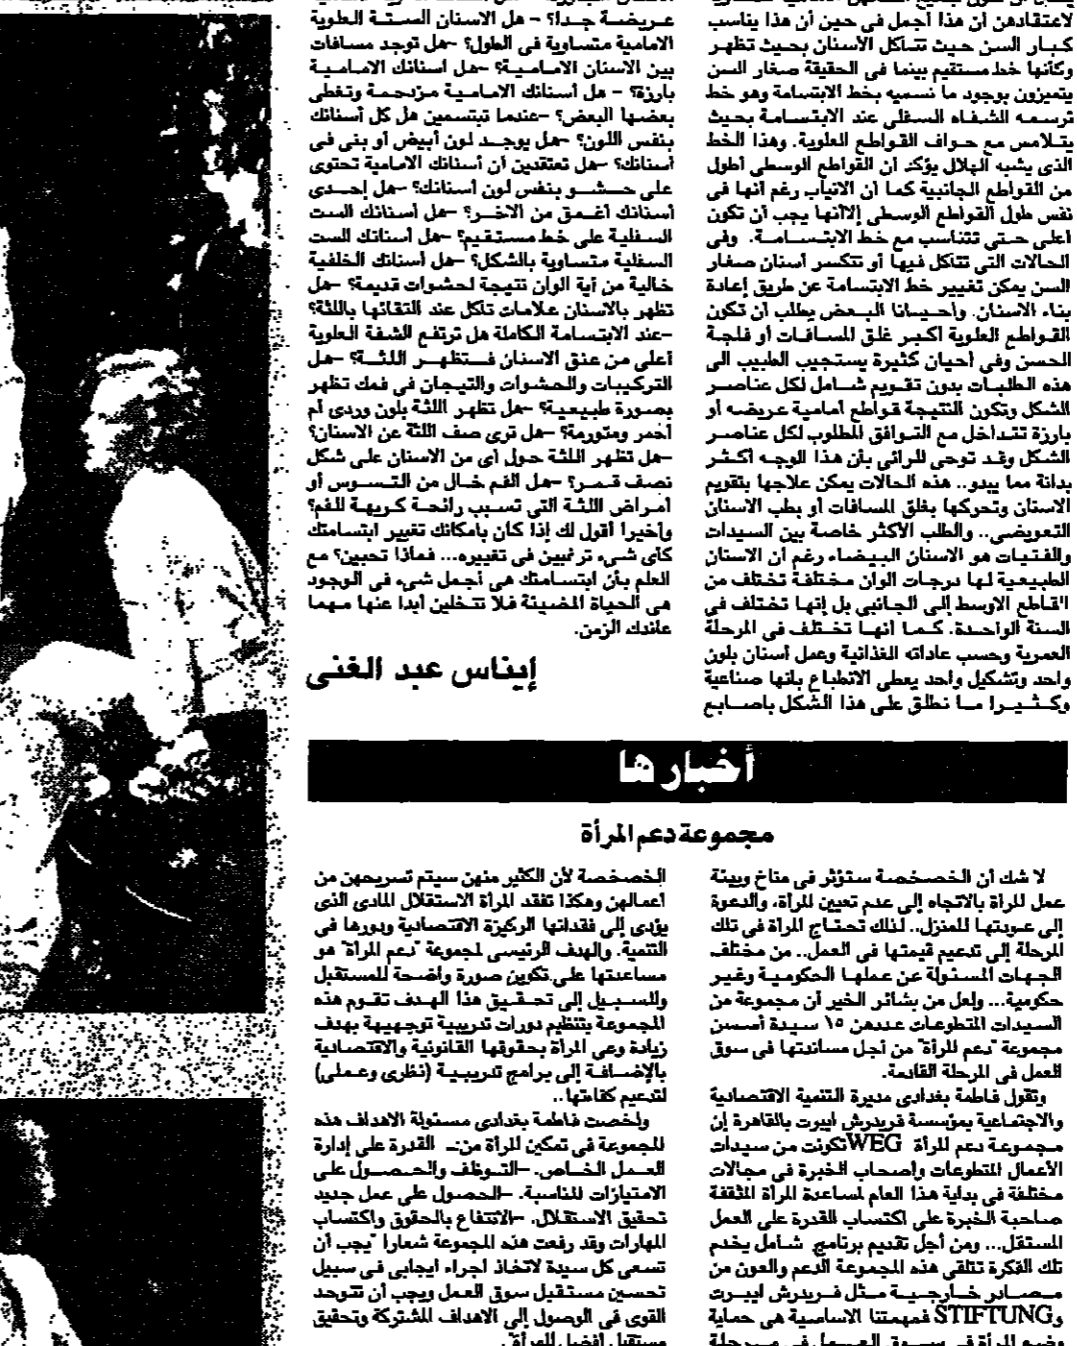 لاعتقادهن أن هذا أجمل فى حين أن هذا يناسب
كبار السن حيث تتآكل الأسنان بحيث تظهر
وكأنها خط مستقيم بينما فى الحقيقة صغار السن
يتميزون بوجود ما نسميه بخط الابتسامة وهو خط
ترسمه الشفاه السفلى عند الابتسامة بحيث
يتلامس مع حواف القواطع العلوية. وهذا الخط
الذى يشبه الهلال يؤكد أن القواطع الوسطى أطول
من القواطع الجانبية كما أن الانياب رغم أنها فى
نفس طول القواطع الوسطى إلاأنها يجب أن تكون
أعلى حتى تتناسب مع خط الابتسامة. وفى
الحالات التى تتآكل فيها أو تتكسر أسنان صغار
السن يمكن تغيير خط الابتسامة عن طريق إعادة
بناء الاسنان. وأحيانا البعض يطلب أن تكون
القواطع العلوية أكبر غلق المسافات أو فلجة
الحسن وفى أحيان كثيرة يستجيب الطبيب الى
هذه الطلبات بدون تقويم شامل لكل عناصر
الشكل وتكون النتيجة قواطع أمامية عريضه أو
بارزة تتداخل مع التوافق المطلوب لكل عناصر
الشكل وقد توحى للرائى بأن هذا الوجه أكثر
بدانة مما يبدو.. هذه الحالات يمكن علاجها بتقويم
الاسنان وتحركها بغلق المسافات أو بطب الاسنان
التعويضى.. والطلب الأكثر خاصة بين السيدات
والفتيات هو الاسنان البيضاء رغم أن الاسنان
الطبيعية لها درجات الوان مختلفة تختلف من
القاطع الاوسط إلى الجانبى بل إنها تختلف فى
السنة الواحدة. كما أنها تختلف فى المرحلة
العمرية وحسب عاداته الغذائية وعمل أسنان بلون
واحد وتشكيل واحد يعطى الانطباع بأنها صناعية
وكثيرا ما نطلق على هذا الشكل باصابع
عريضة جدا؟ - هل الاسنان الستة العلوية
الامامية متساوية فى الطول؟ -هل توجد مسافات
بين الاسنان الامامية؟ -هل اسنانك الامامية
بارزة؟ - هل أسنانك الامامية مزدحمة وتغطى
بعضها البعض؟ -عندما تبتسمين هل كل أسنانك
بنفس اللون؟ -هل يوجد لون أبيض أو بنى فى
أسنانك؟ -هل تعتقدين أن أسنانك الامامية تحتوى
على حشو بنفس لون أسنانك؟ -هل إحدى
أسنانك أغمق من الاخر؟ -هل أسنانك الست
السفلية على خط مستقيم؟ -هل أسنانك الست
السفلية متساوية بالشكل؟ -هل أسنانك الخلفية
خالية من أية الوان نتيجة لحشوات قديمة؟ -هل
تظهر بالاسنان علامات تآكل عند التقائها باللثة؟
-عند الابتسامة الكاملة هل ترتفع الشفة العلوية
أعلى من عنق الاسنان فتظهر اللثة؟ -هل
التركيبات والحشوات والتيجان فى فمك تظهر
بصورة طبيعية؟ -هل تظهر اللثة بلون وردى أم
أحمر ومتورمة؟ -هل ترى صف اللثة عن الاسنان؟
-هل تظهر اللثة حول أى من الاسنان على شكل
نصف قمر؟ -هل الفم خال من التسوس أو
أمراض اللثة التى تسبب رائحة كريهة للفم؟
وأخيرا أقول لك إذا كان بامكانك تغيير ابتسامتك
كأى شىء ترغبين فى تغييره... فماذا تحبين؟ مع
العلم بأن ابتسامتك هى أجمل شىء فى الوجود
هى الحياة المضيئة فلا تتخلين أبدا عنها مهما
عاندك الزمن.
إيناس عبد الغنى
أخبارها
مجموعة دعم المرأة
لا شك أن الخصخصة ستؤثر فى مناخ وبيئة
عمل المرأة بالاتجاه إلى عدم تعيين المرأة، والدعوة
إلى عودتها للمنزل.. لذلك تحتاج المرأة فى تلك
المرحلة إلى تدعيم قيمتها فى العمل.. من مختلف
الجهات المسئولة عن عملها الحكومية وغير
حكومية... ولعل من بشائر الخير أن مجموعة من
السيدات المتطوعات عددهن ١٥ سيدة أسسن
مجموعة "دعم المرأة" من أجل مساندتها فى سوق
العمل فى المرحلة القادمة.
وتقول فاطمة بغدادى مديرة التنمية الاقتصادية
والاجتماعية بمؤسسة فريدرش ايبرت بالقاهرة إن
مجموعة دعم المرأة WEG تكونت من سيدات
الأعمال المتطوعات وأصحاب الخبرة فى مجالات
مختلفة فى بداية هذا العام لمساعدة المرأة المثقفة
صاحبة الخبرة على اكتساب القدرة على العمل
المستقل... ومن أجل تقديم برنامج شامل يخدم
تلك الفكرة تتلقى هذه المجموعة الدعم والعون من
مصادر خارجية مثل فريدرش ايبرت
وSTIFTUNG فمهمتنا الاساسية هى حماية
وضع المرأة فى سوق العمل فى مرحلة
الخصخصة لأن الكثير منهن سيتم تسريحهن من
أعمالهن وهكذا تفقد المرأة الاستقلال المادى الذى
يؤدى إلى فقدانها الركيزة الاقتصادية ودورها فى
التنمية. والهدف الرئيسى لمجموعة "دعم المرأة" هو
مساعدتها على تكوين صورة واضحة للمستقبل
وللسبيل إلى تحقيق هذا الهدف تقوم هذه
المجموعة بتنظيم دورات تدريبية توجيهية بهدف
زيادة وعى المرأة بحقوقها القانونية والاقتصادية
بالإضافة إلى برامج تدريبية (نظرى وعملى)
لتدعيم كفاءتها..
ولخصت فاطمة بغدادى مسئولة الاهداف هذه
المجموعة فى تمكين المرأة من:ـ القدرة على إدارة
العمل الخاص. -التوظف والحصول على
الامتيازات المناسبة. -الحصول على عمل جديد
تحقيق الاستقلال. -الانتفاع بالحقوق واكتساب
المهارات وقد رفعت هذه المجموعة شعارا "يجب أن
تسعى كل سيدة لاتخاذ اجراء ايجابى فى سبيل
تحسين مستقبل سوق العمل ويجب أن تتوحد
القوى فى الوصول إلى الاهداف المشتركة وتحقيق
مستقبل أفضل للمرأة".